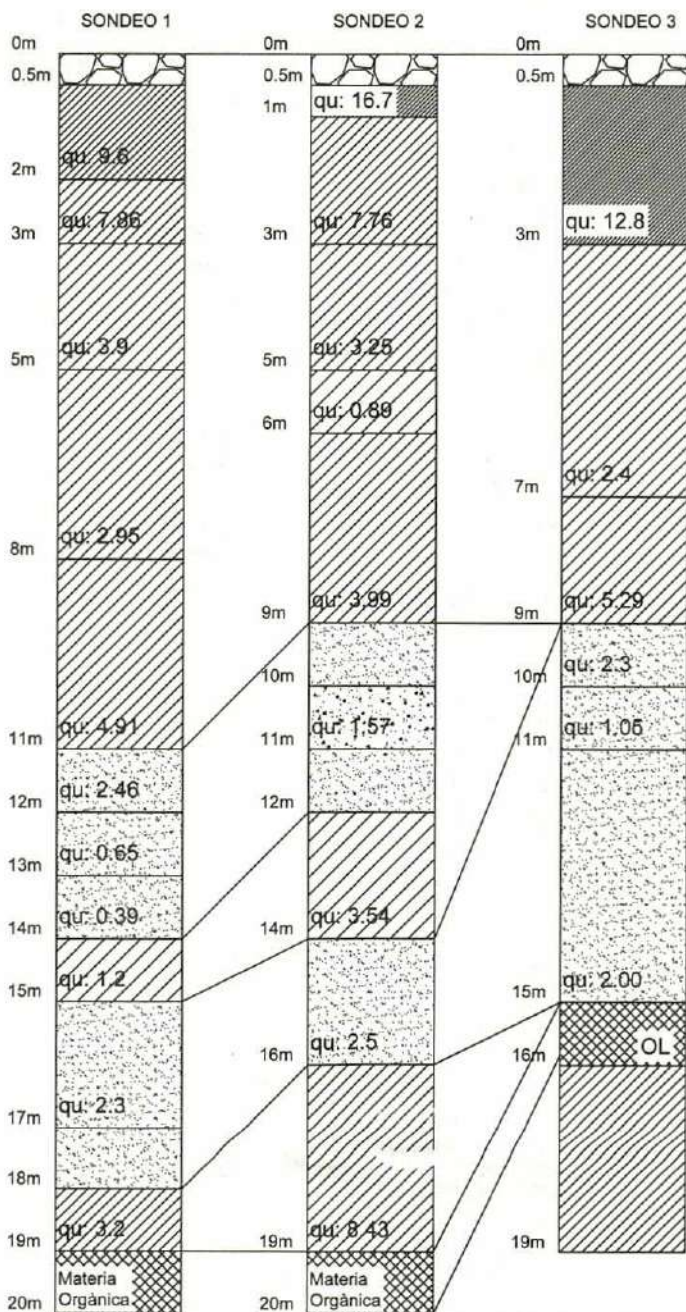 SONDEO 1
SONDEO 2
SONDEO 3
0m
0.5m
qu: 9.6
2m
qu: 7.86
3m
qu: 3.9
5m
qu: 2.95
8m
qu: 4.91
11m
qu: 2.46
12m
qu: 0.65
13m
qu: 0.39
14m
qu: 1.2
15m
qu: 2.3
17m
18m
qu: 3.2
19m
Materia
Orgànica
20m
0m
0.5m
qu: 16.7
1m
qu: 7.76
3m
qu: 3.25
5m
qu: 0.89
6m
qu: 3.99
9m
10m
qu: 1.57
11m
12m
qu: 3.54
14m
qu: 2.5
16m
qu: 8.43
19m
Materia
Orgànica
20m
0m
0.5m
qu: 12.8
3m
qu: 2.4
7m
qu: 5.29
9m
qu: 2.3
10m
qu: 1.05
11m
qu: 2.00
15m
OL
16m
19m